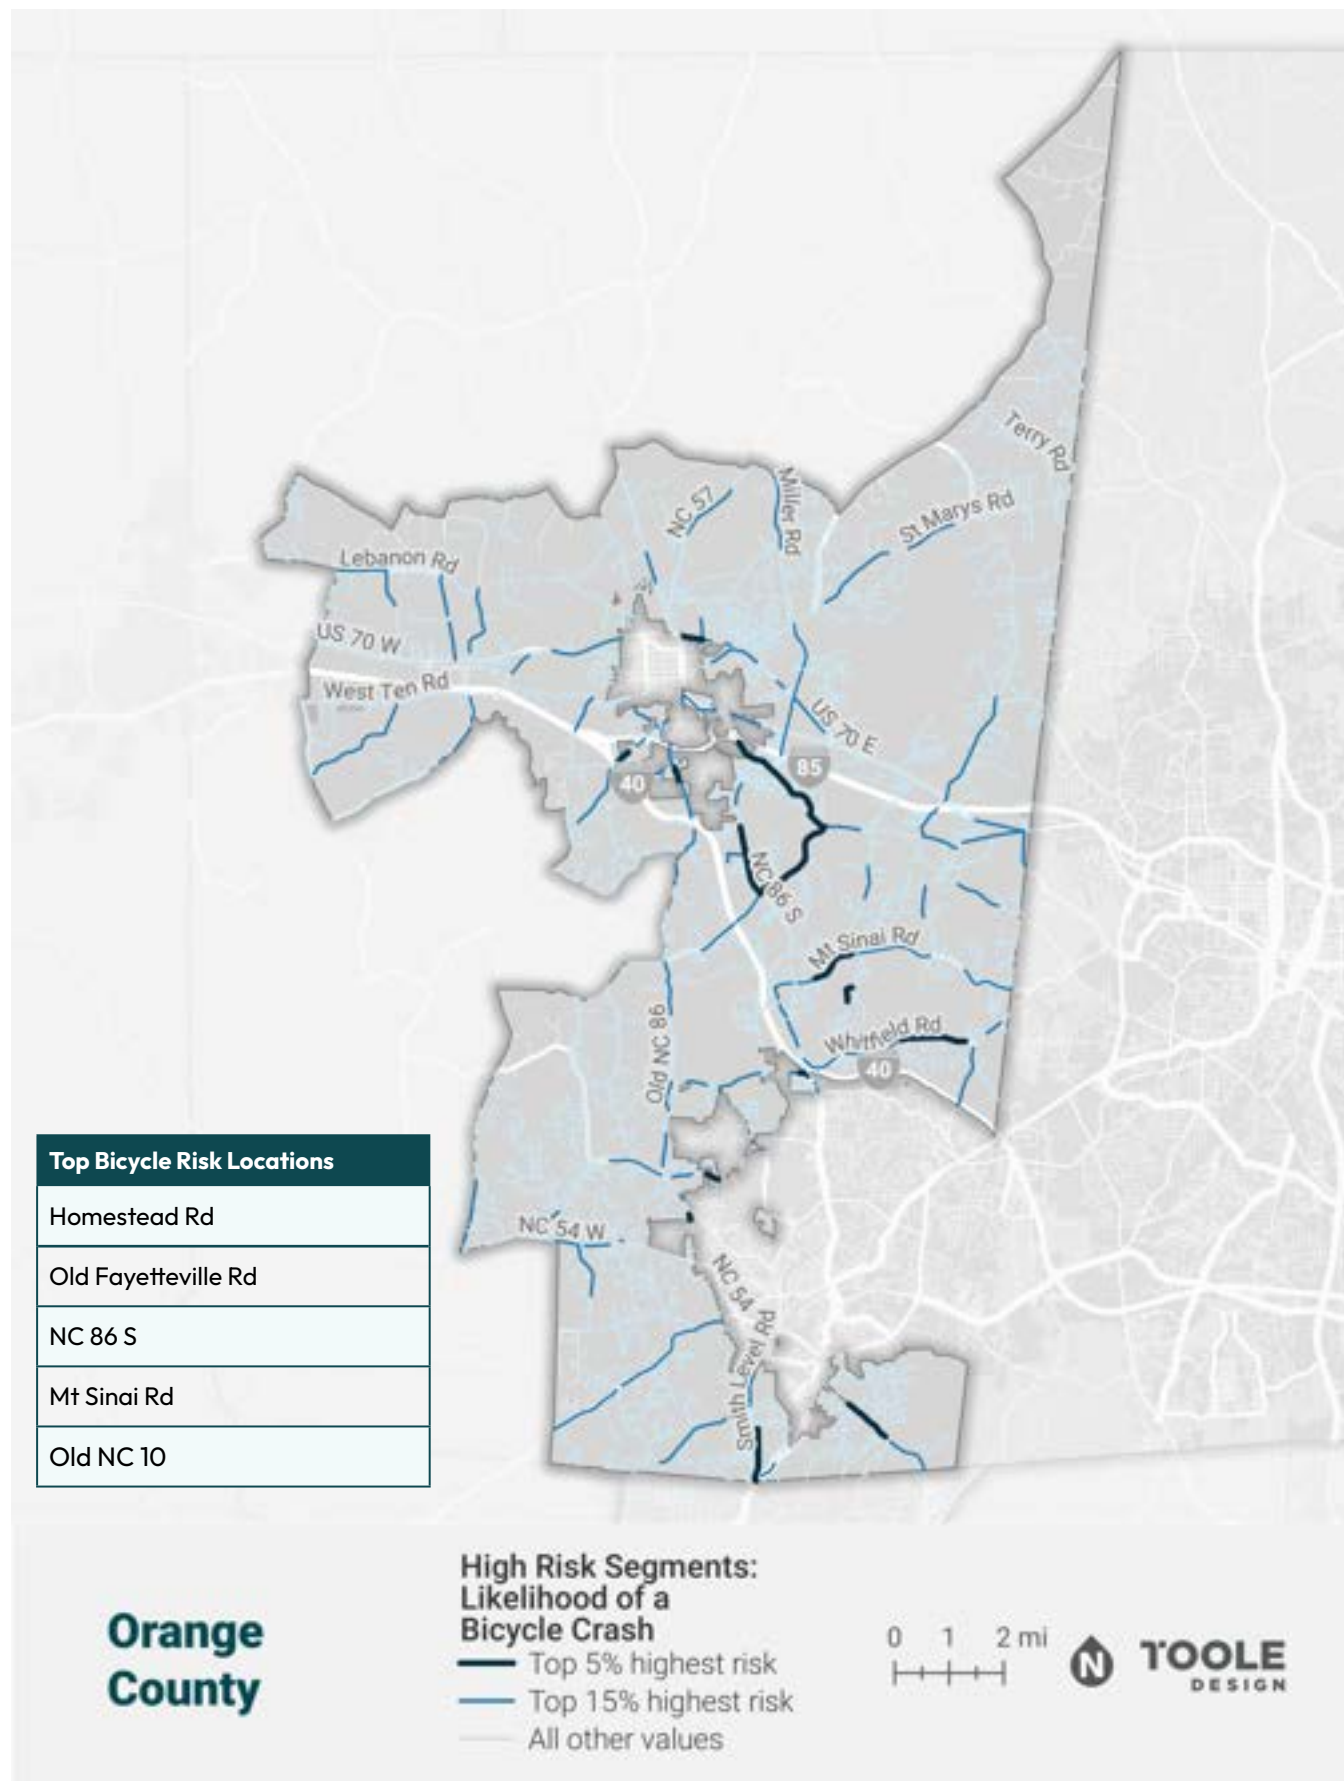 Terry Rd
NC 57
Miller Rd
St Marys Rd
Lebanon Rd
US 70 W
West Ten Rd
US 70 E
85
40
NC 86 S
Mt Sinai Rd
Old NC 86
Whitfield Rd
40
NC 54 W
NC 54
Smith Level Rd
Top Bicycle Risk Locations
Homestead Rd
Old Fayetteville Rd
NC 86 S
Mt Sinai Rd
Old NC 10
Orange
County
High Risk Segments:
Likelihood of a
Bicycle Crash
Top 5% highest risk
Top 15% highest risk
All other values
0 1 2 mi
N
TOOLE
DESIGN